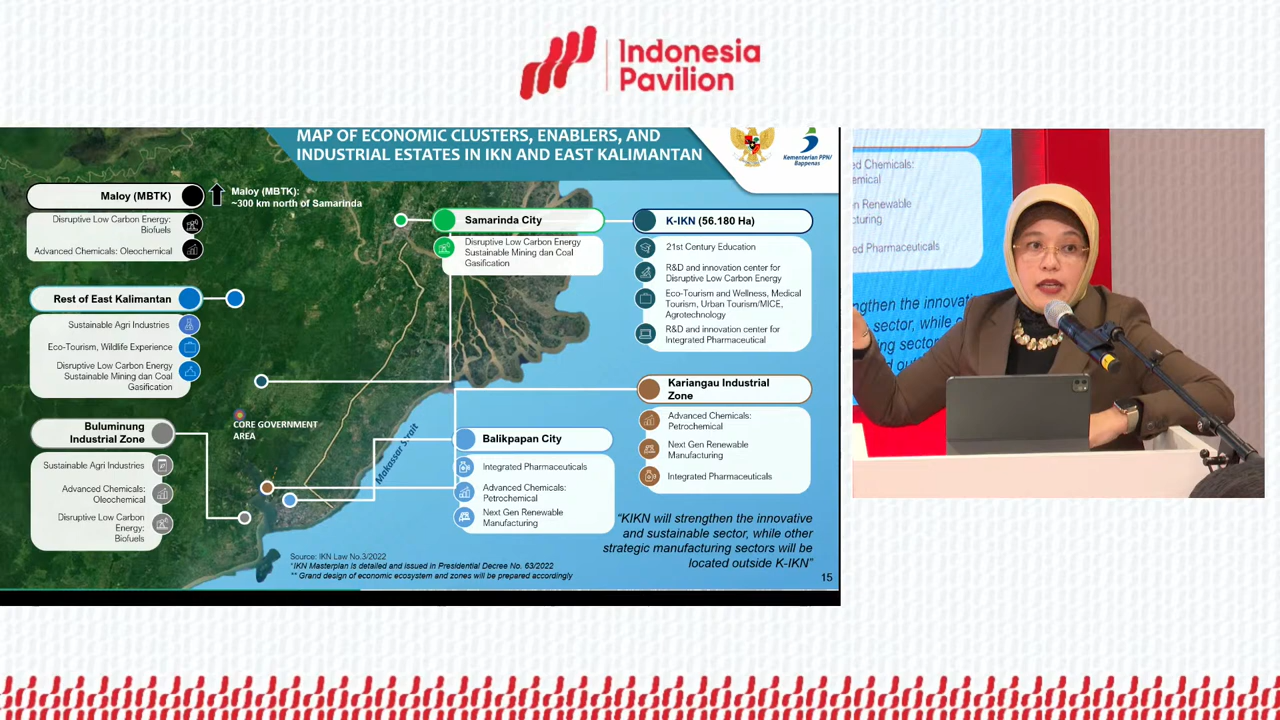 Indonesia
Pavilion
MAP OF ECONOMIC CLUSTERS, ENABLERS, AND
INDUSTRIAL ESTATES IN IKN AND EAST KALIMANTAN
Kementerian PPN/
Bappenas
Maloy (MBTK)
Maloy (MBTK):
~300 km north of Samarinda
Disruptive Low Carbon Energy:
Biofuels
Advanced Chemicals: Oleochemical
Samarinda City
Disruptive Low Carbon Energy
Sustainable Mining dan Coal
Gasification
K-IKN (56.180 Ha)
21st Century Education
R&D and innovation center for
Disruptive Low Carbon Energy
Eco-Tourism and Wellness, Medical
Tourism, Urban Tourism/MICE,
Agrotechnology
R&D and innovation center for
Integrated Pharmaceutical
Rest of East Kalimantan
Sustainable Agri Industries
Eco-Tourism, Wildlife Experience
Disruptive Low Carbon Energy
Sustainable Mining dan Coal
Gasification
Kariangau Industrial
Zone
Advanced Chemicals:
Petrochemical
Next Gen Renewable
Manufacturing
Integrated Pharmaceuticals
CORE GOVERNMENT
AREA
Buluminung
Industrial Zone
Sustainable Agri Industries
Advanced Chemicals:
Oleochemical
Disruptive Low Carbon
Energy:
Biofuels
Makassar Strait
Balikpapan City
Integrated Pharmaceuticals
Advanced Chemicals:
Petrochemical
Next Gen Renewable
Manufacturing
"KIKN will strengthen the innovative
and sustainable sector, while other
strategic manufacturing sectors will be
located outside K-IKN"
Source: IKN Law No.3/2022
*IKN Masterplan is detailed and issued in Presidential Decree No. 63/2022
** Grand design of economic ecosystem and zones will be prepared accordingly
15
ed Chemicals:
emical
n Renewable
cturing
ed Pharmaceuticals
ngthen the innovati
sector, while o
ing sector